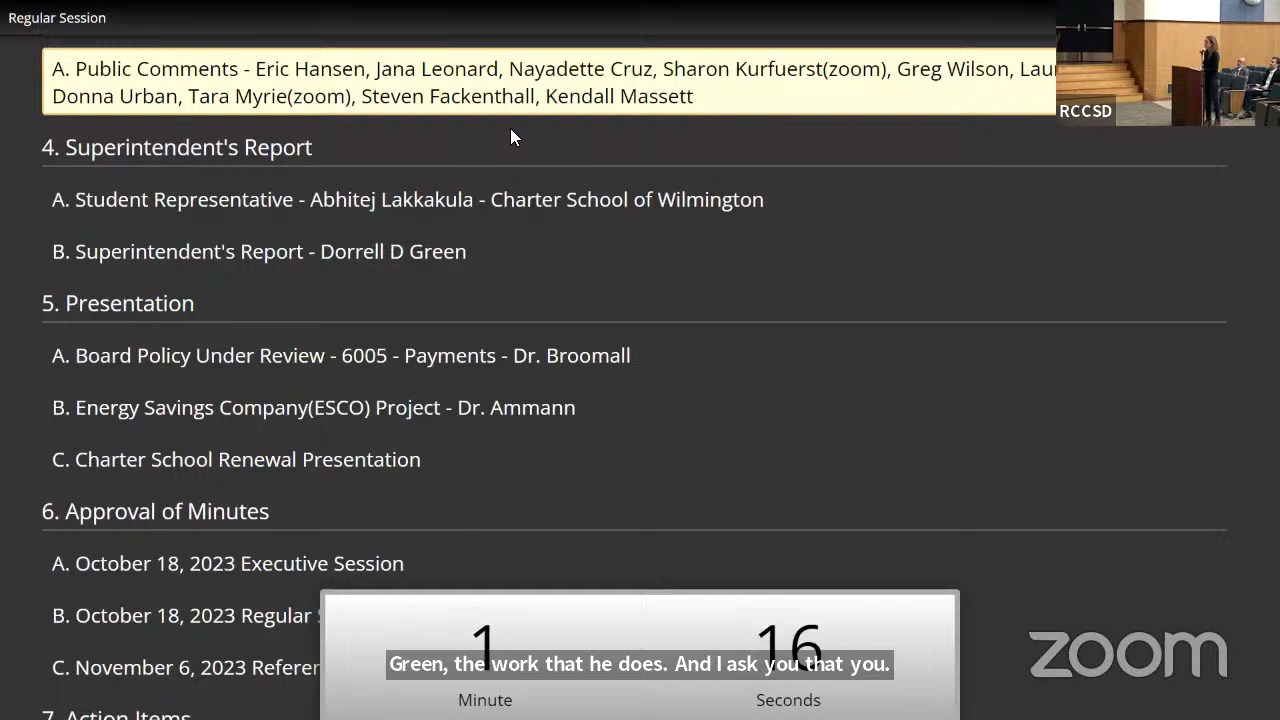 Regular Session
A. Public Comments - Eric Hansen, Jana Leonard, Nayadette Cruz, Sharon Kurfuerst(zoom), Greg Wilson,
Donna Urban, Tara Myrie(zoom), Steven Fackenthall, Kendall Massett
RCCSD
4. Superintendent's Report
A. Student Representative - Abhitej Lakkakula - Charter School of Wilmington
B. Superintendent's Report - Dorrell D Green
5. Presentation
A. Board Policy Under Review - 6005 - Payments - Dr. Broomall
B. Energy Savings Company(ESCO) Project - Dr. Ammann
C. Charter School Renewal Presentation
6. Approval of Minutes
A. October 18, 2023 Executive Session
B. October 18, 2023 Regular
C. November 6, 2023
1 16
Green, the work that he does. And I ask you that you.
Minute Seconds
zoom
7. Action Items